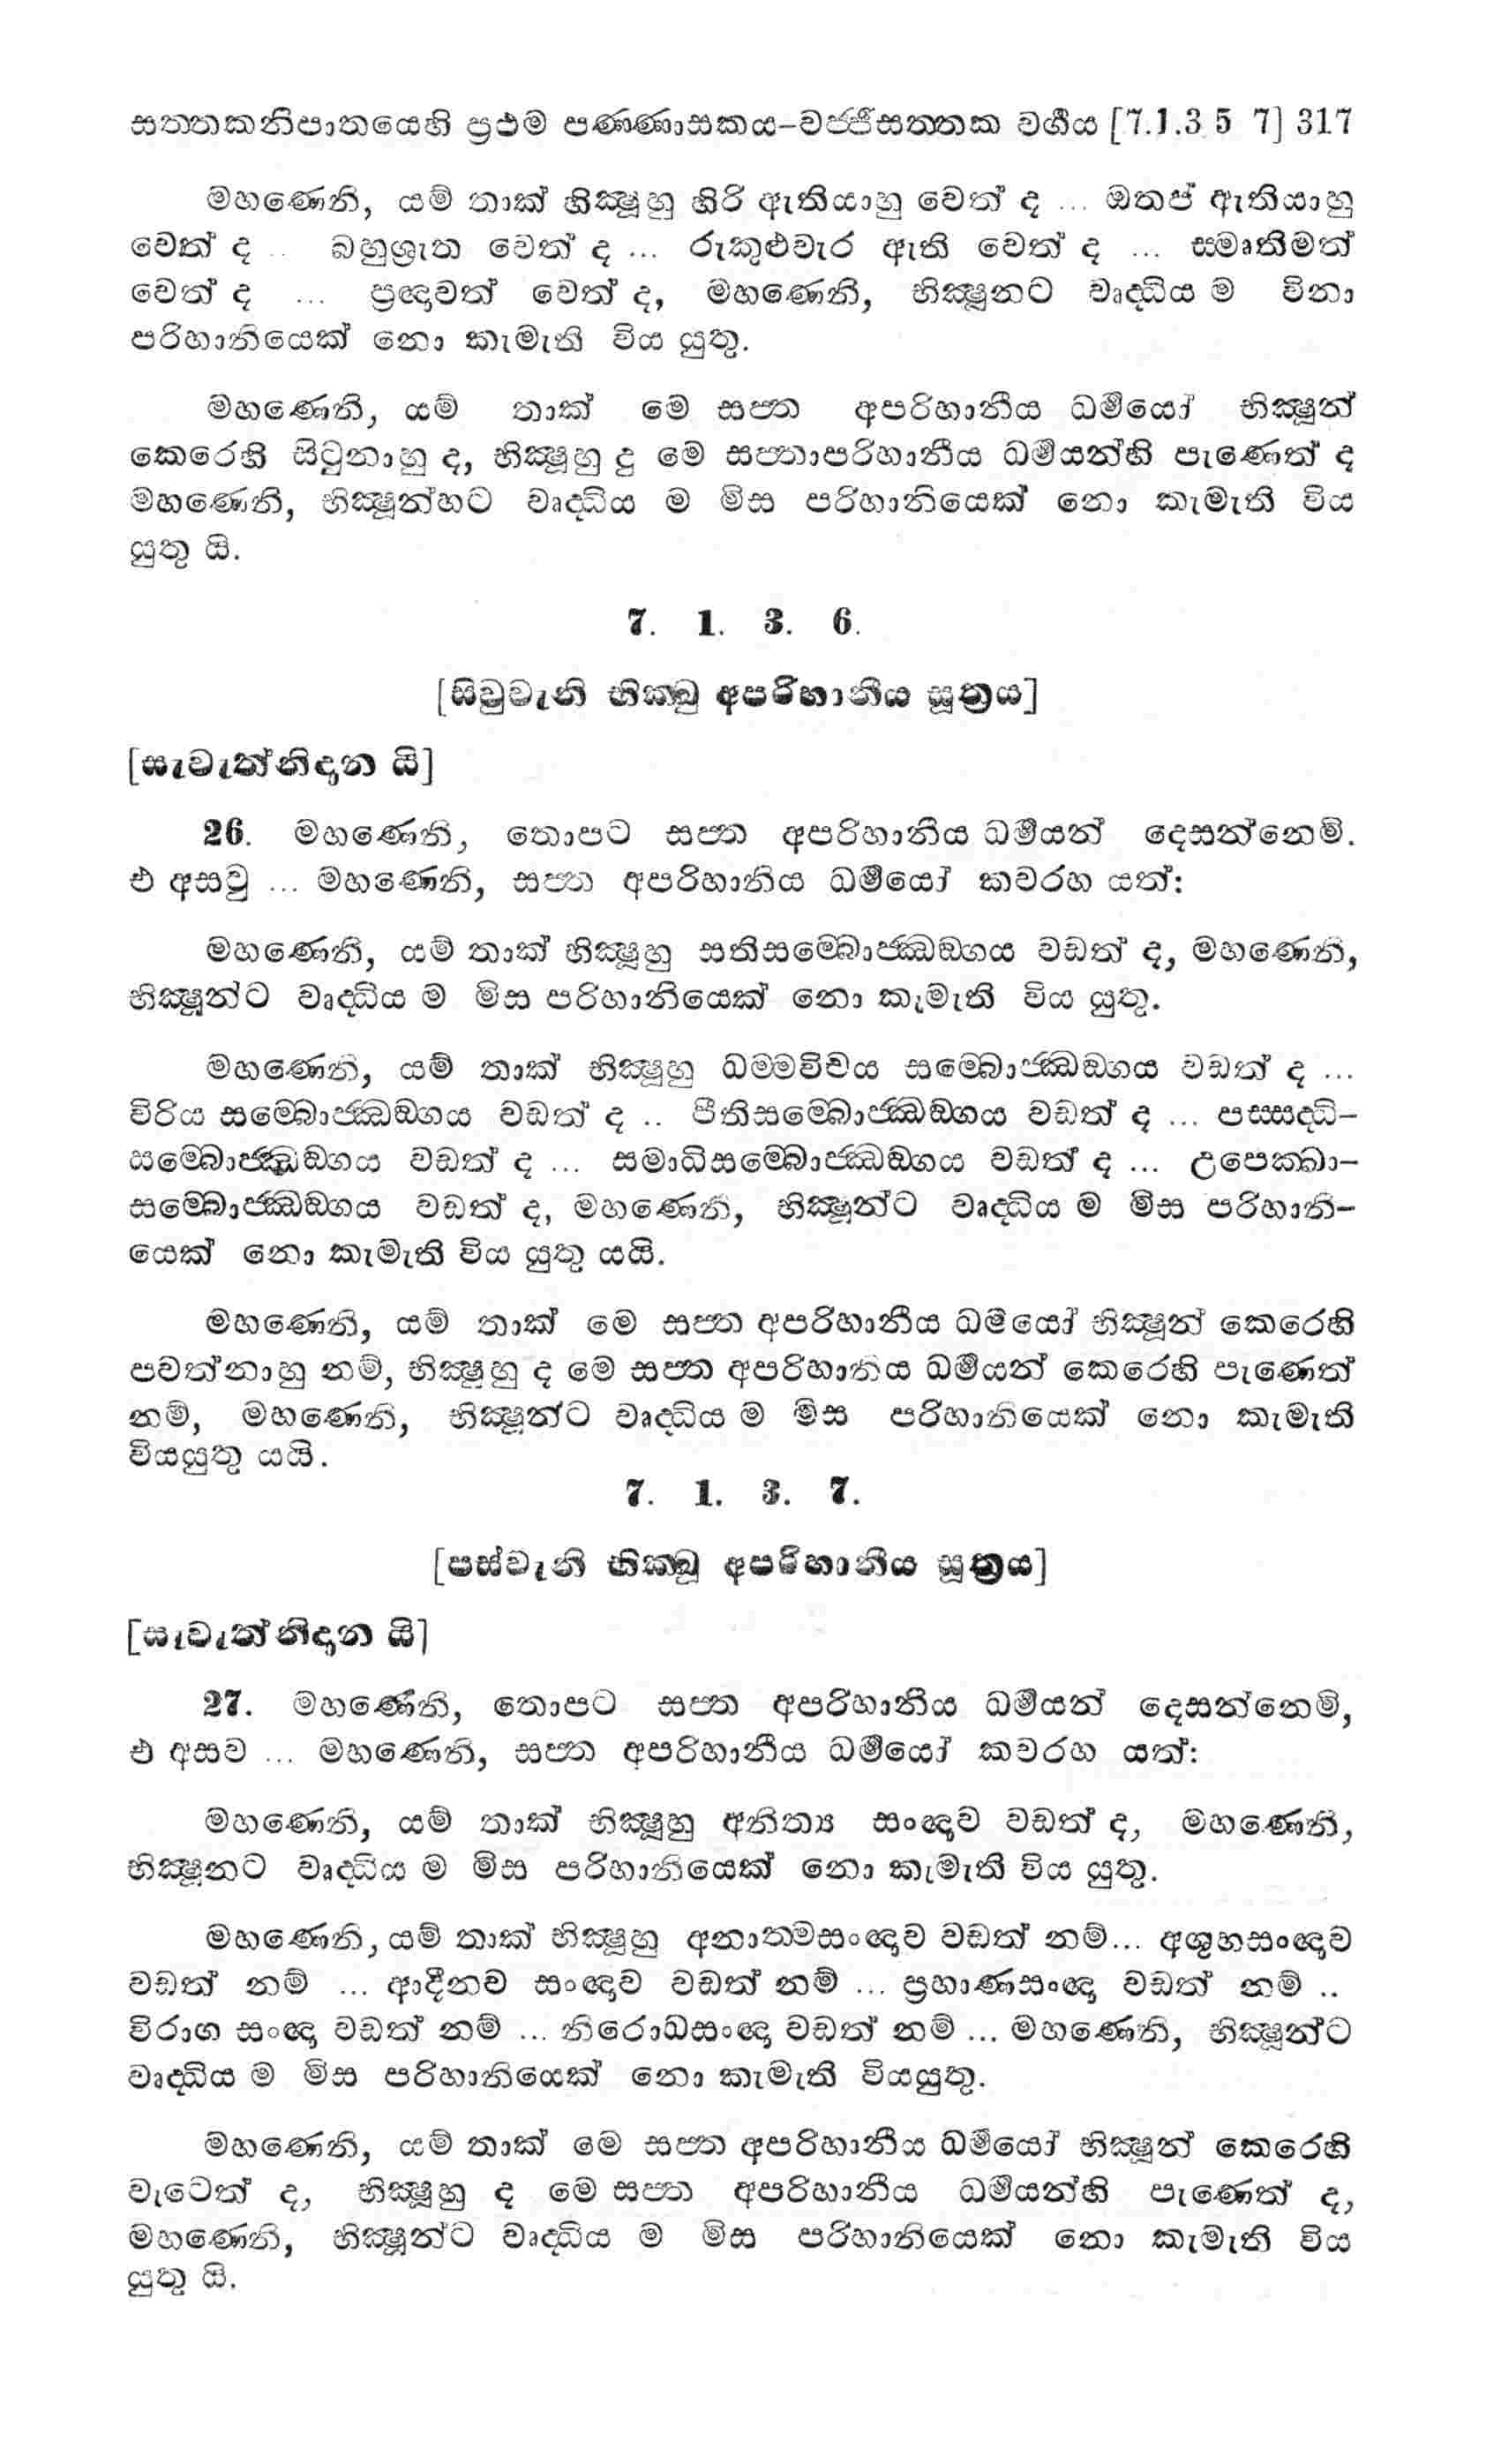 සත්තකනිපාතයෙහි ප්‍රථම පණ්ණාසකය-වජ්ජිසත්තක වර්‍ගය [7.1.3 5 7] 317
මහණෙනි, යම් තාක් භික්‍ෂූහු හිරි ඇතියාහු වෙත් ද ... ඔතප් ඇතියාහු
වෙත් ද .. බහුශ්‍රුත වෙත් ද ... රුකුළුවැර ඇති වෙත් ද ... ස්මෘතිමත්
වෙත් ද ... ප්‍රඥාවත් වෙත් ද, මහණෙනි, භික්‍ෂූනට වෘද්ධිය ම විනා
පරිහානියෙක් නො කැමැති විය යුතු.
මහණෙනි, යම් තාක් මේ සප්ත අපරිහානීය ධර්‍මයෝ භික්‍ෂූන්
කෙරෙහි සිටුනාහු ද, භික්‍ෂූහු දු මේ සප්තාපරිහානීය ධර්‍මයන්හි පැණෙත් ද
මහණෙනි, භික්‍ෂූන්හට වෘද්ධිය ම මිස පරිහානියෙක් නො කැමැති විය
යුතු යි.
7. 1. 3. 6.
[සිවුවැනි භික්ඛු අපරිහානීය සූත්‍රය]
[සැවැත්නිදාන යි]
26. මහණෙනි, තොපට සප්ත අපරිහානීය ධර්‍මයන් දෙසන්නෙමි.
එ අසවු ... මහණෙනි, සප්ත අපරිහානිය ධර්‍මයෝ කවරහ යත්:
මහණෙනි, යම් තාක් භික්‍ෂූහු සතිසම්බොජ්ඣඞ්ගය වඩත් ද, මහණෙනි,
භික්‍ෂූන්ට වෘද්ධිය ම මිස පරිහානියෙක් නො කැමැති විය යුතු.
මහණෙනි, යම් තාක් භික්‍ෂූහු ධම්මවිචය සම්බොජ්ඣඞ්ගය වඩත් ද ...
විරිය සම්බොජ්ඣඞ්ගය වඩත් ද .. පීතිසම්බොජ්ඣඞ්ගය වඩත් ද ... පස්සද්ධි-
සම්බොජ්ඣඞ්ගය වඩත් ද ... සමාධිසම්බොජ්ඣඞ්ගය වඩත් ද ... උපෙක්ඛා-
සම්බොජ්ඣඞ්ගය වඩත් ද, මහණෙනි, භික්‍ෂූන්ට වෘද්ධිය ම මිස පරිහානි-
යෙක් නො කැමැති විය යුතු යයි.
මහණෙනි, යම් තාක් මේ සප්ත අපරිහානීය ධර්‍මයෝ භික්‍ෂූන් කෙරෙහි
පවත්නාහු නම්, භික්‍ෂූහු ද මේ සප්ත අපරිහානිය ධර්‍මයන් කෙරෙහි පැණෙත්
නම්, මහණෙනි, භික්‍ෂූන්ට වෘද්ධිය ම මිස පරිහානියෙක් නො කැමැති
වියයුතු යයි.
7. 1. 3. 7.
[පස්වැනි භික්ඛු අපරිහානීය සූත්‍රය]
[සැවැත්නිදාන යි]
27. මහණෙනි, තොපට සප්ත අපරිහානීය ධර්‍මයන් දෙසන්නෙමි,
එ අසව ... මහණෙනි, සප්ත අපරිහානීය ධර්‍මයෝ කවරහ යත්:
මහණෙනි, යම් තාක් භික්‍ෂූහු අනිත්‍ය සංඥාව වඩත් ද, මහණෙනි,
භික්‍ෂූනට වෘද්ධිය ම මිස පරිහානියෙක් නො කැමැති විය යුතු.
මහණෙනි, යම් තාක් භික්‍ෂූහු අනාත්මසංඥාව වඩත් නම්... අශුභසංඥාව
වඩත් නම් ... ආදීනව සංඥාව වඩත් නම් ... ප්‍රහාණසංඥා වඩත් නම් ..
විරාග සංඥා වඩත් නම් ... නිරොධසංඥා වඩත් නම් ... මහණෙනි, භික්‍ෂූන්ට
වෘද්ධිය ම මිස පරිහානියෙක් නො කැමැති වියයුතු.
මහණෙනි, යම් තාක් මේ සප්ත අපරිහානීය ධර්‍මයෝ භික්‍ෂූන් කෙරෙහි
වැටෙත් ද, භික්‍ෂූහු ද මේ සප්ත අපරිහානීය ධර්‍මයන්හි පැණෙත් ද,
මහණෙනි, භික්‍ෂූන්ට වෘද්ධිය ම මිස පරිහානියෙක් නො කැමැති විය
යුතු යි.